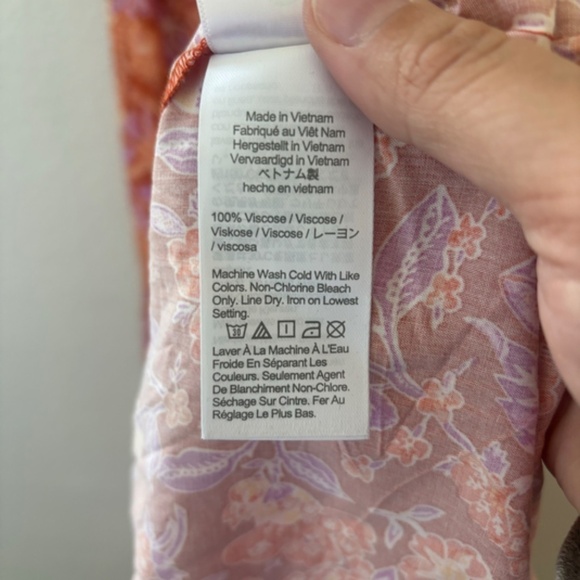 Made in Vietnam
Fabriqué au Viêt Nam
Hergestellt in Vietnam
Vervaardigd in Vietnam
ベトナム製
hecho en vietnam
100% Viscose / Viscose /
Viskose / Viscose / レーヨン
/ viscosa
Machine Wash Cold With Like
Colors. Non-Chlorine Bleach
Only. Line Dry. Iron on Lowest
Setting.
Laver À La Machine À L'Eau
Froide En Séparant Les
Couleurs. Seulement Agent
De Blanchiment Non-Chlore.
Séchage Sur Cintre. Fer Au
Réglage Le Plus Bas.